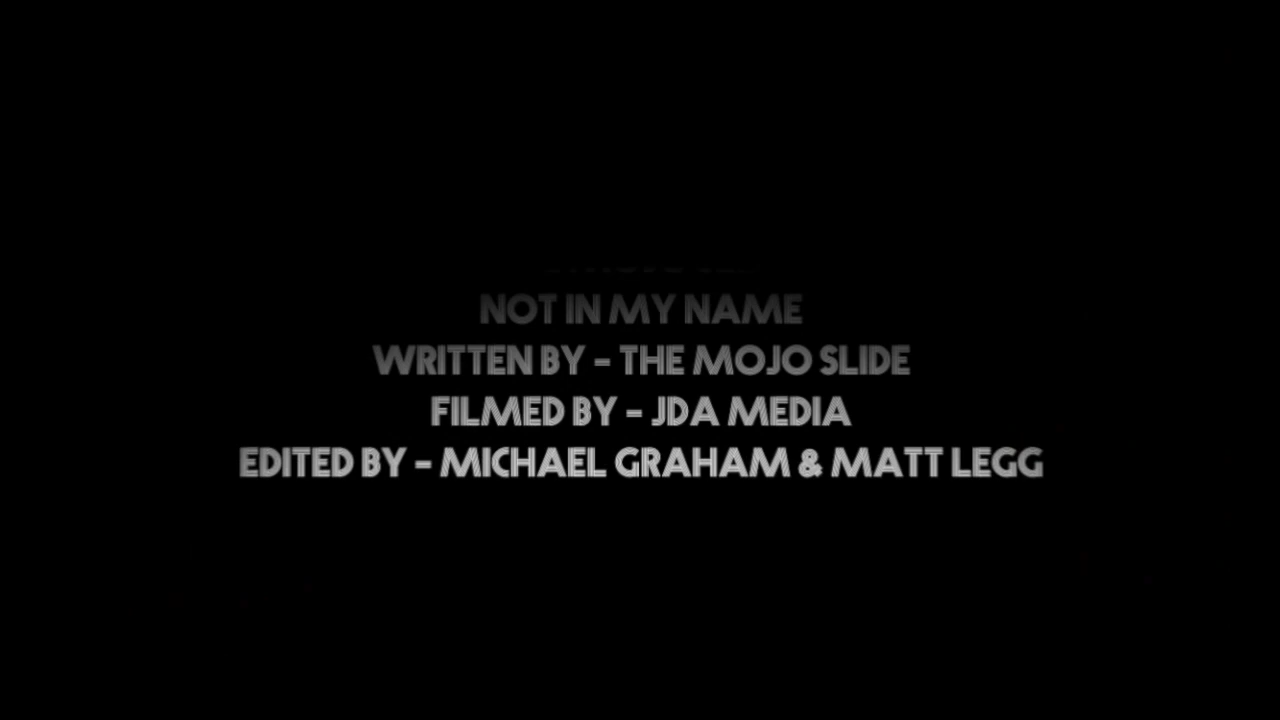 NOT IN MY NAME
WRITTEN BY - THE MOJO SLIDE
FILMED BY - JDA MEDIA
EDITED BY - MICHAEL GRAHAM & MATT LEGG